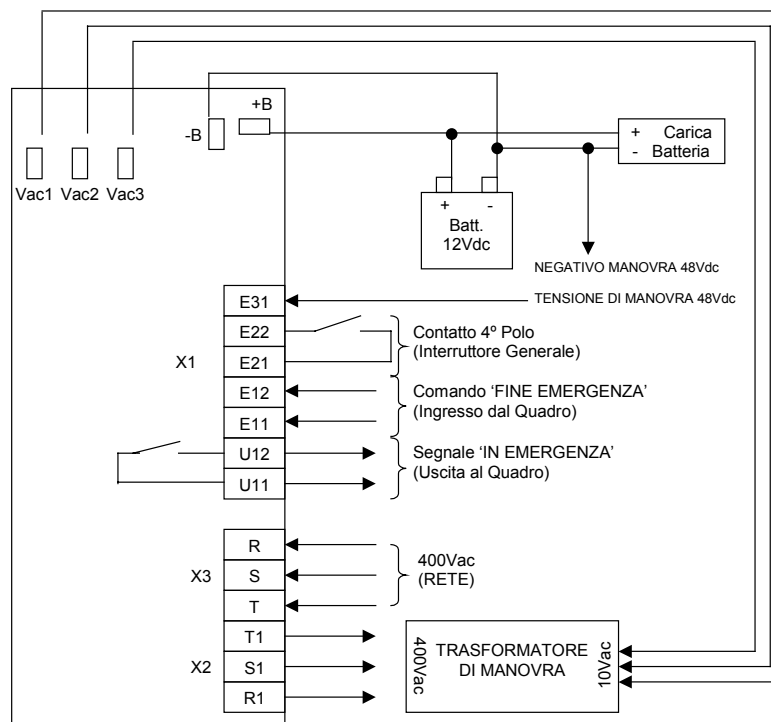 +B
-B
Vac1 Vac2 Vac3
+ Carica
- Batteria
+ -
Batt.
12Vdc
NEGATIVO MANOVRA 48Vdc
TENSIONE DI MANOVRA 48Vdc
X1
E31
E22
E21
E12
E11
U12
U11
Contatto 4º Polo
(Interruttore Generale)
Comando ‘FINE EMERGENZA’
(Ingresso dal Quadro)
Segnale ‘IN EMERGENZA’
(Uscita al Quadro)
X3
R
S
T
400Vac
(RETE)
X2
T1
S1
R1
400Vac
TRASFORMATORE
DI MANOVRA
10Vac